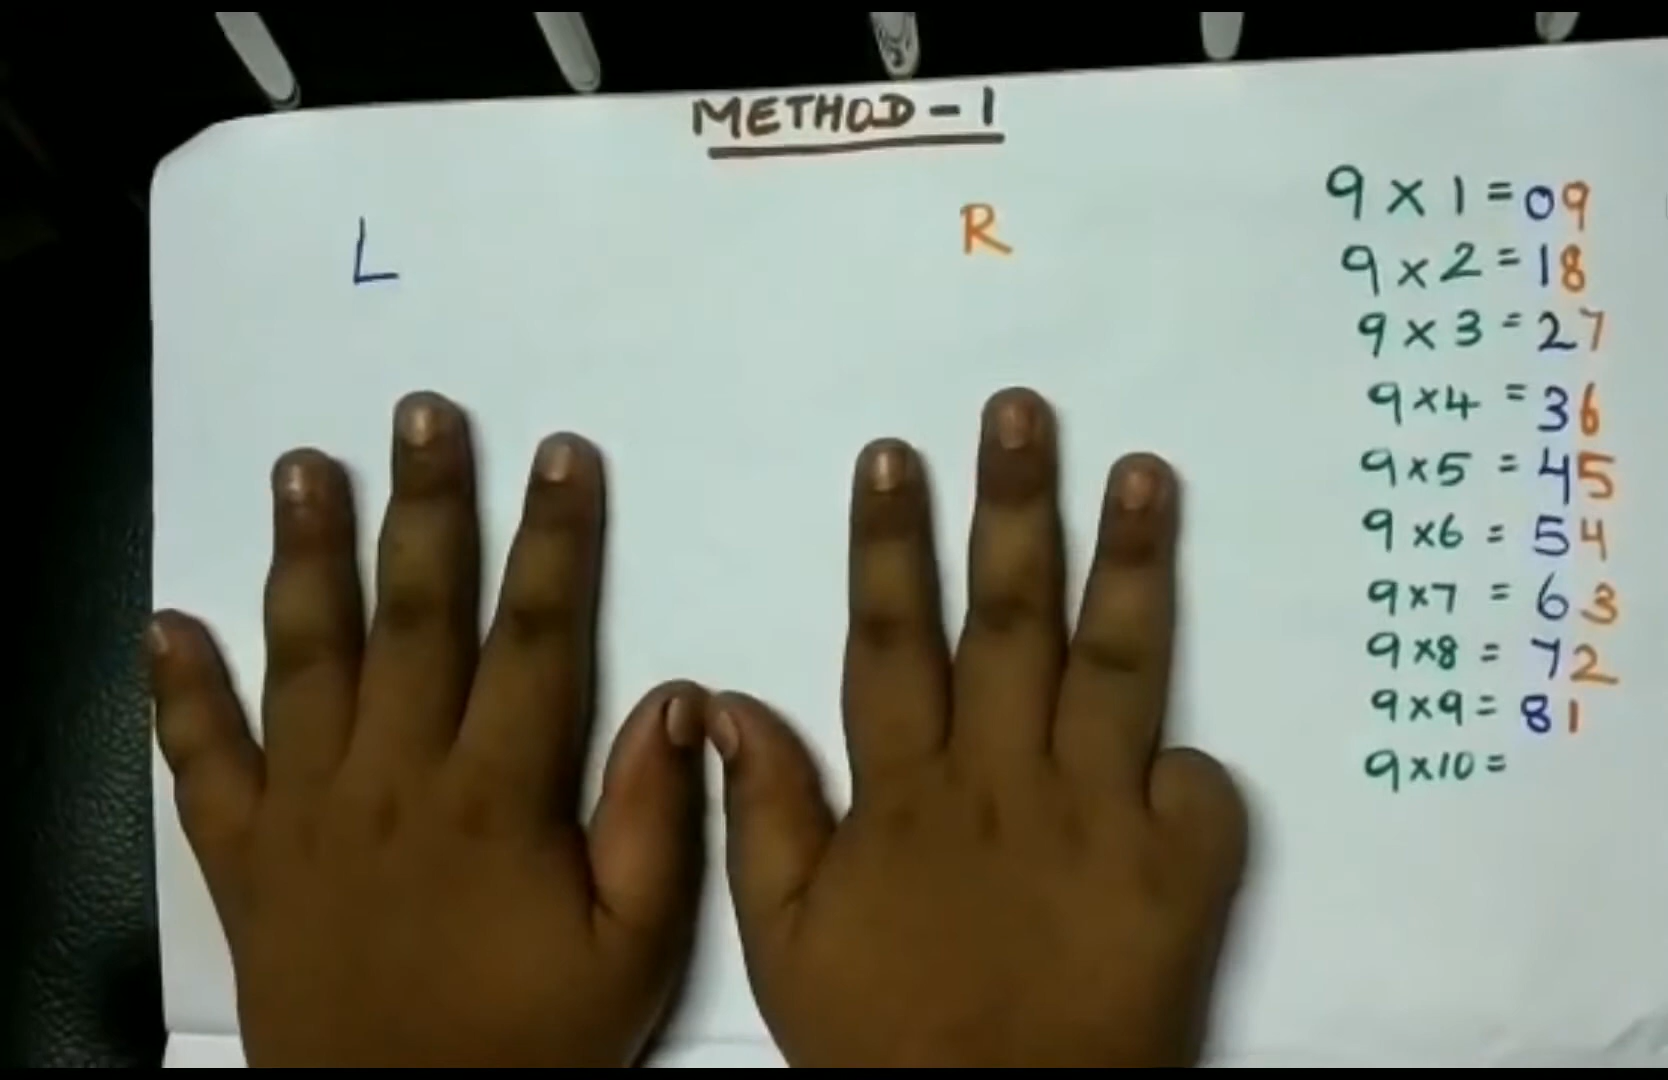 METHOD-1
L
R
9 x 1 = 09
9 x 2 = 18
9 x 3 = 27
9 x 4 = 36
9 x 5 = 45
9 x 6 = 54
9 x 7 = 63
9 x 8 = 72
9 x 9 = 81
9 x 10 =